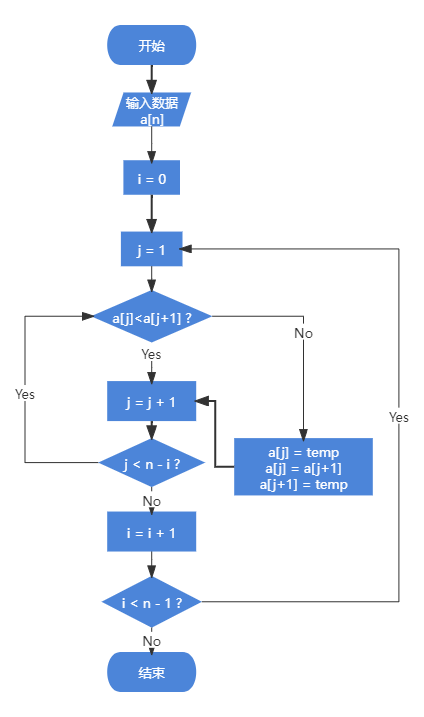 开始
输入数据
a[n]
i = 0
j = 1
a[j]<a[j+1] ?
No
Yes
Yes
j = j + 1
Yes
j < n - i ?
a[j] = temp
a[j] = a[j+1]
a[j+1] = temp
No
i = i + 1
i < n - 1 ?
No
结束